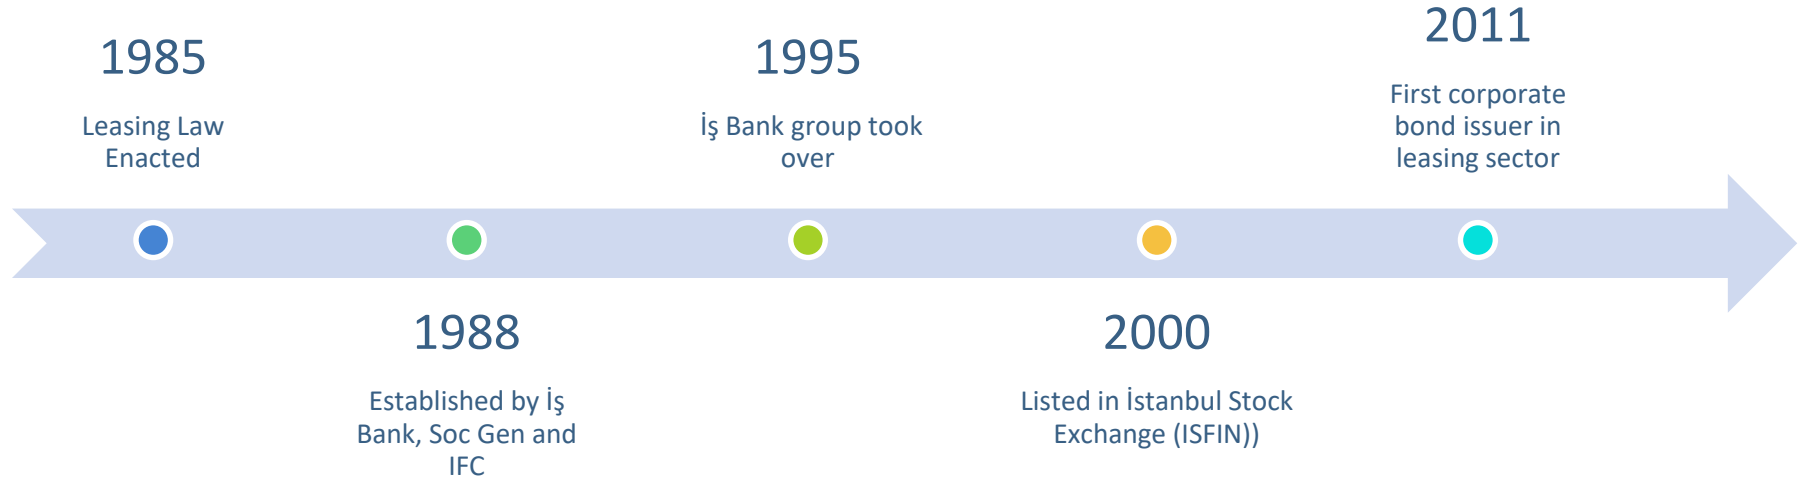 1985
Leasing Law
Enacted
1988
Established by İş
Bank, Soc Gen and
IFC
1995
İş Bank group took
over
2000
Listed in İstanbul Stock
Exchange (ISFIN))
2011
First corporate
bond issuer in
leasing sector